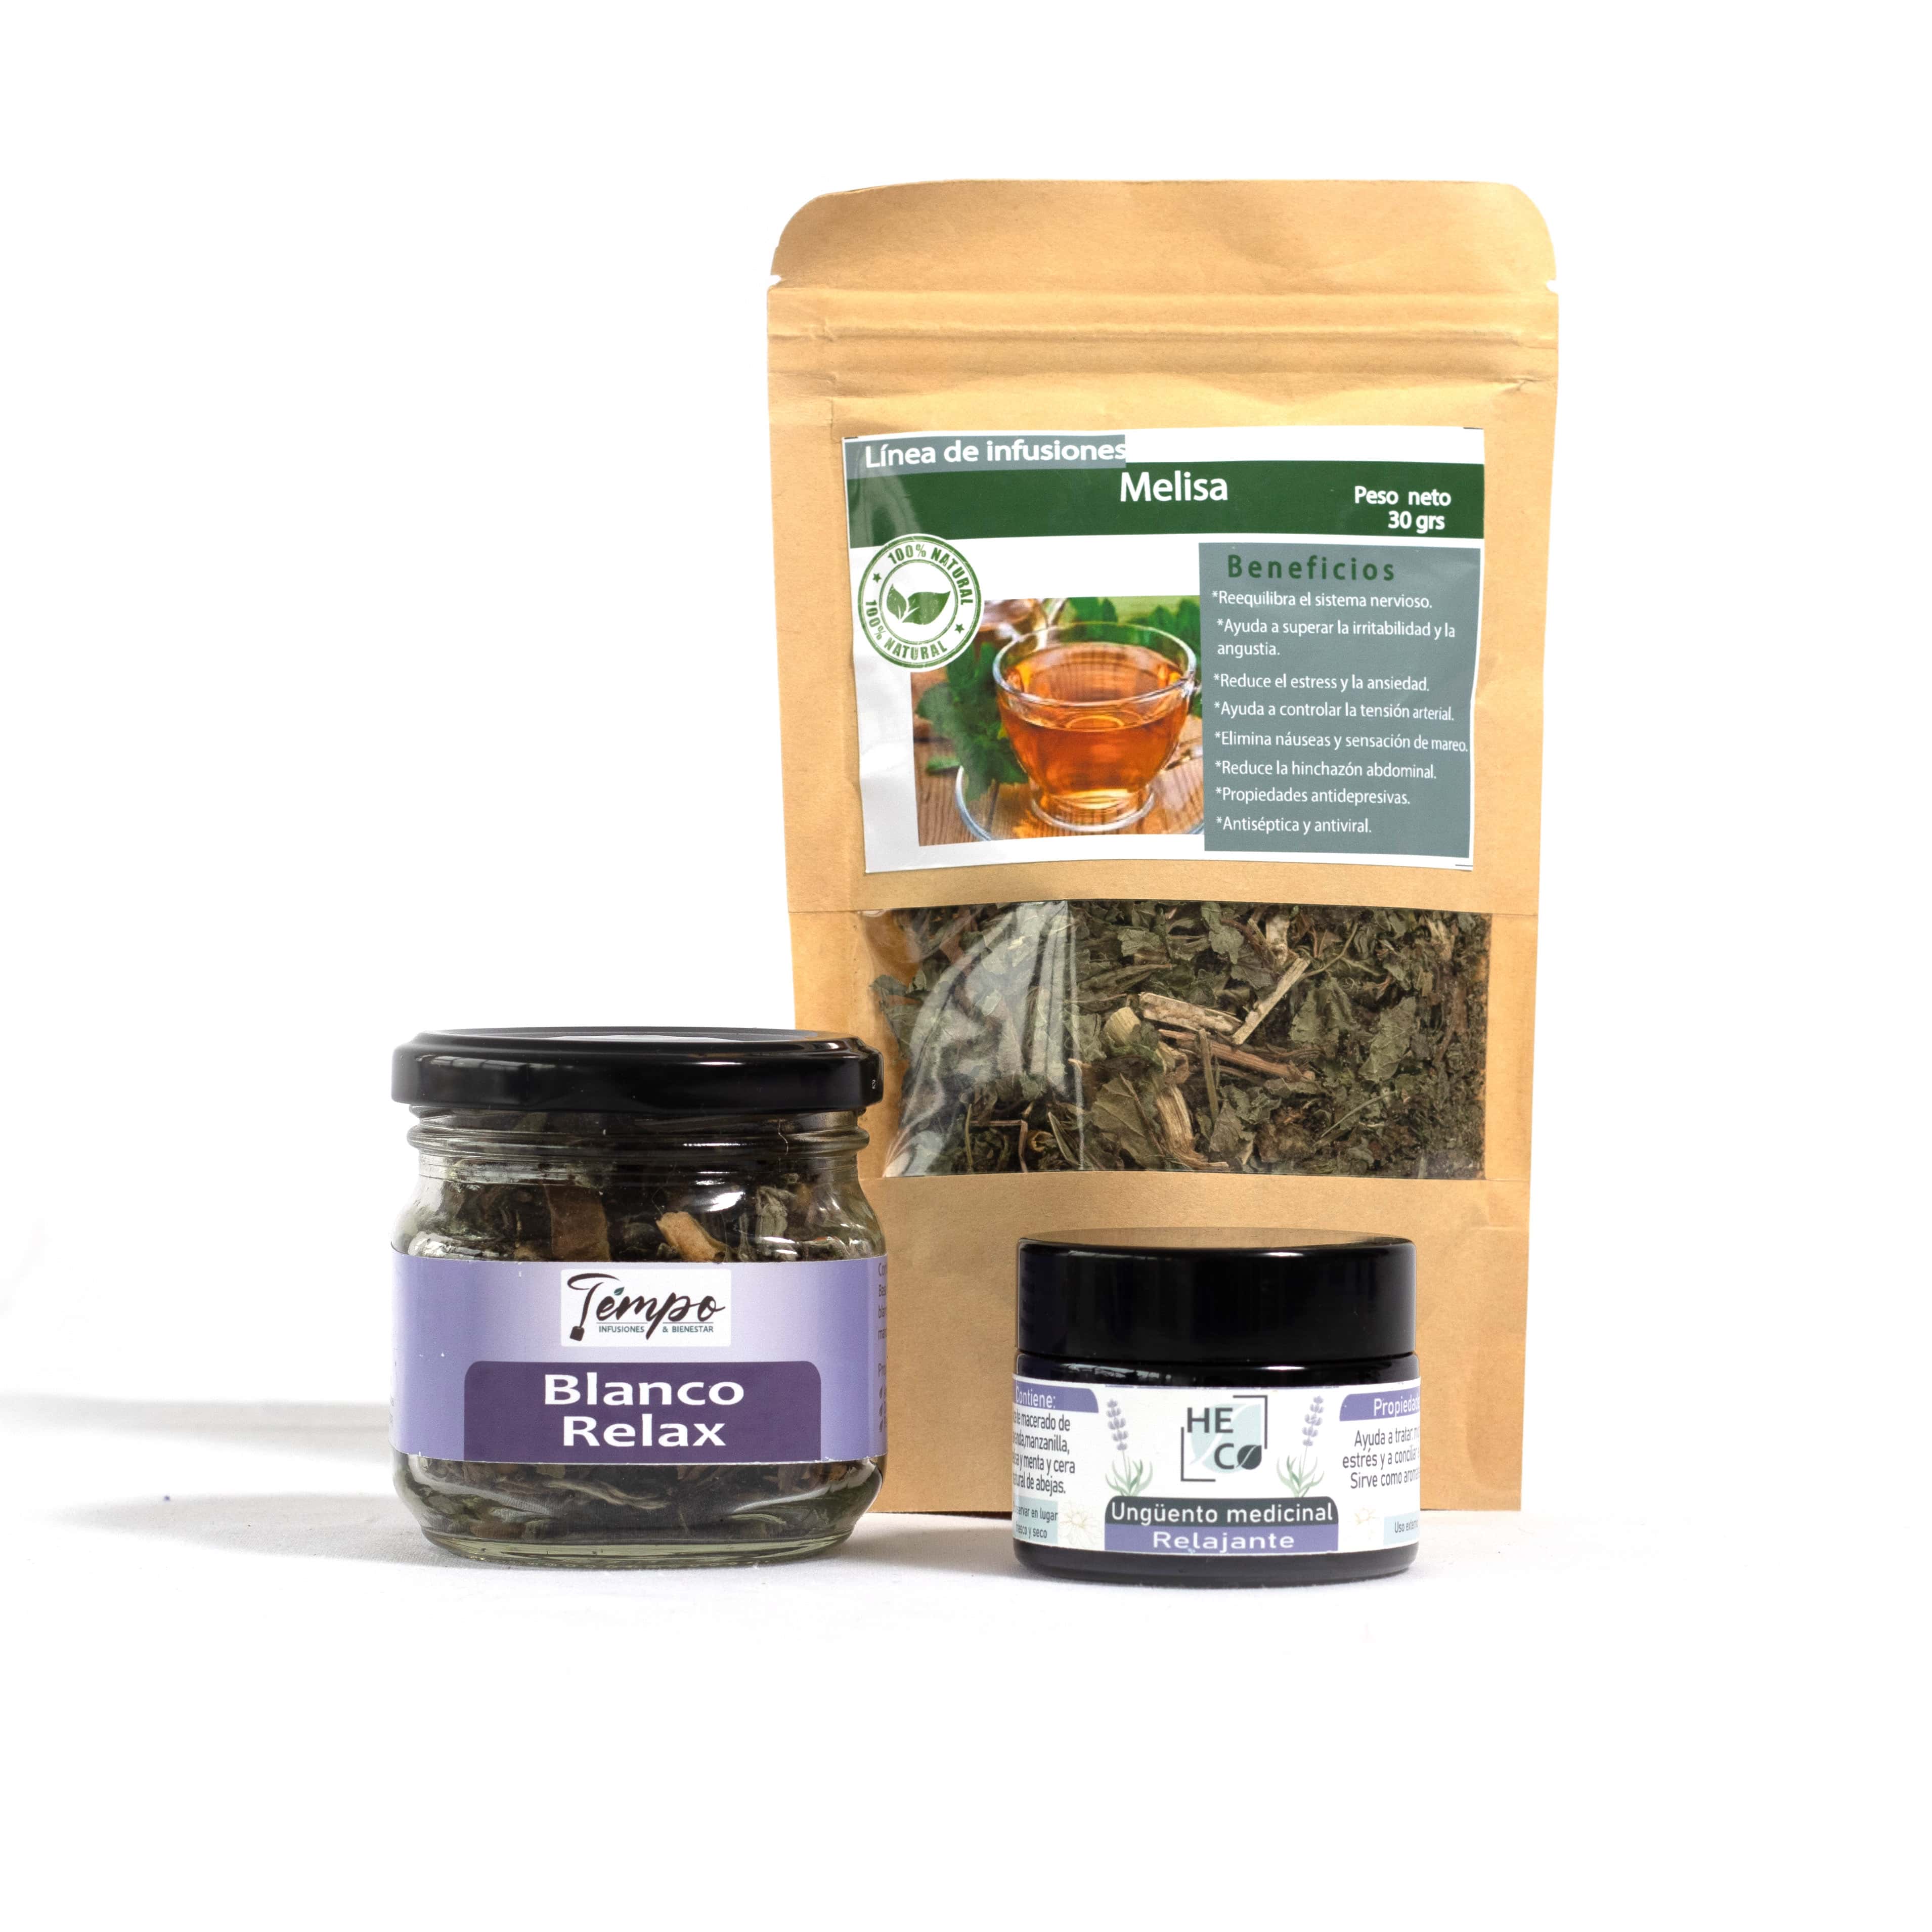 Línea de infusiones
Melisa
Peso neto
30 grs
100% NATURAL
100% NATURAL
Beneficios
*Reequilibra el sistema nervioso.
*Ayuda a superar la irritabilidad y la
angustia.
*Reduce el estress y la ansiedad.
*Ayuda a controlar la tensión arterial.
*Elimina náuseas y sensación de mareo.
*Reduce la hinchazón abdominal.
*Propiedades antidepresivas.
*Antiséptica y antiviral.
Tempo
INFUSIONES & BIENESTAR
Blanco
Relax
Contiene:
macerado de
manzanilla,
y menta y cera
de abejas.
en lugar
y seco
HE
CO
Ungüento medicinal
Relajante
Ayuda a tratar
estrés y a conciliar
Sirve como
Uso